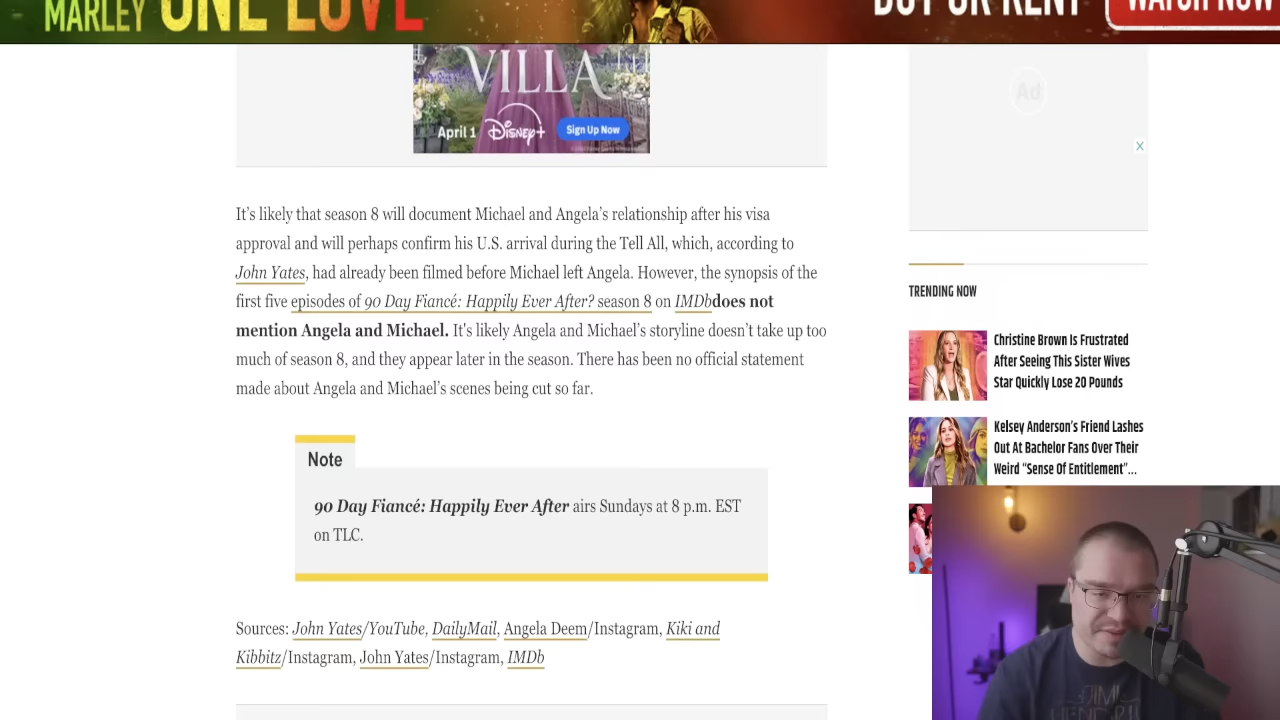 MARLEY ONE LOVE
BUY OR RENT
WATCH NOW
VILLA
April 1 Disney+ Sign Up Now
Ad
It’s likely that season 8 will document Michael and Angela’s relationship after his visa
approval and will perhaps confirm his U.S. arrival during the Tell All, which, according to
John Yates, had already been filmed before Michael left Angela. However, the synopsis of the
first five episodes of 90 Day Fiancé: Happily Ever After? season 8 on IMDbdoes not
mention Angela and Michael. It's likely Angela and Michael’s storyline doesn’t take up too
much of season 8, and they appear later in the season. There has been no official statement
made about Angela and Michael’s scenes being cut so far.
Note
90 Day Fiancé: Happily Ever After airs Sundays at 8 p.m. EST
on TLC.
Sources: John Yates/YouTube, DailyMail, Angela Deem/Instagram, Kiki and
Kibbitz/Instagram, John Yates/Instagram, IMDb
TRENDING NOW
Christine Brown Is Frustrated
After Seeing This Sister Wives
Star Quickly Lose 20 Pounds
Kelsey Anderson’s Friend Lashes
Out At Bachelor Fans Over Their
Weird “Sense Of Entitlement”...
JIMI
HENDRIX